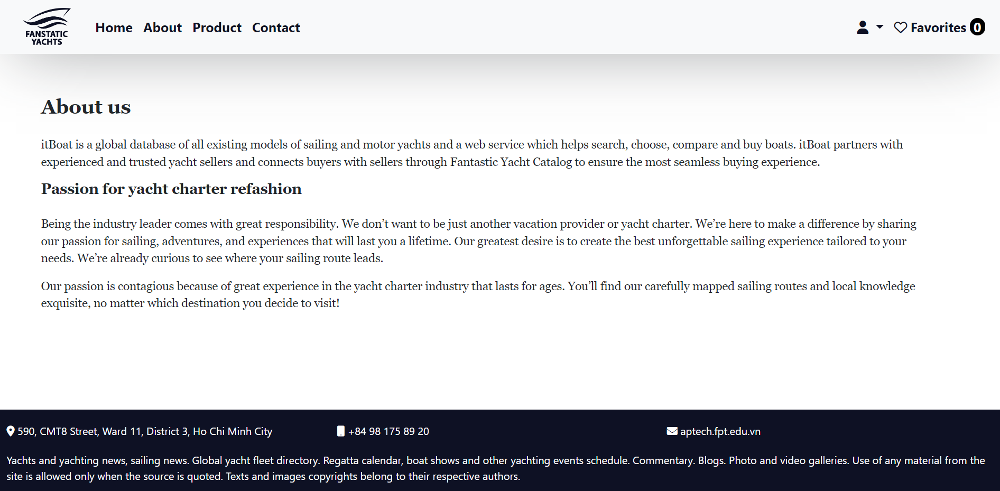 FANSTATIC
YACHTS
Home About Product Contact
Favorites 0
About us
itBoat is a global database of all existing models of sailing and motor yachts and a web service which helps search, choose, compare and buy boats. itBoat partners with
experienced and trusted yacht sellers and connects buyers with sellers through Fantastic Yacht Catalog to ensure the most seamless buying experience.
Passion for yacht charter refashion
Being the industry leader comes with great responsibility. We don’t want to be just another vacation provider or yacht charter. We’re here to make a difference by sharing
our passion for sailing, adventures, and experiences that will last you a lifetime. Our greatest desire is to create the best unforgettable sailing experience tailored to your
needs. We’re already curious to see where your sailing route leads.
Our passion is contagious because of great experience in the yacht charter industry that lasts for ages. You’ll find our carefully mapped sailing routes and local knowledge
exquisite, no matter which destination you decide to visit!
590, CMT8 Street, Ward 11, District 3, Ho Chi Minh City +84 98 175 89 20 aptech.fpt.edu.vn
Yachts and yachting news, sailing news. Global yacht fleet directory. Regatta calendar, boat shows and other yachting events schedule. Commentary. Blogs. Photo and video galleries. Use of any material from the
site is allowed only when the source is quoted. Texts and images copyrights belong to their respective authors.